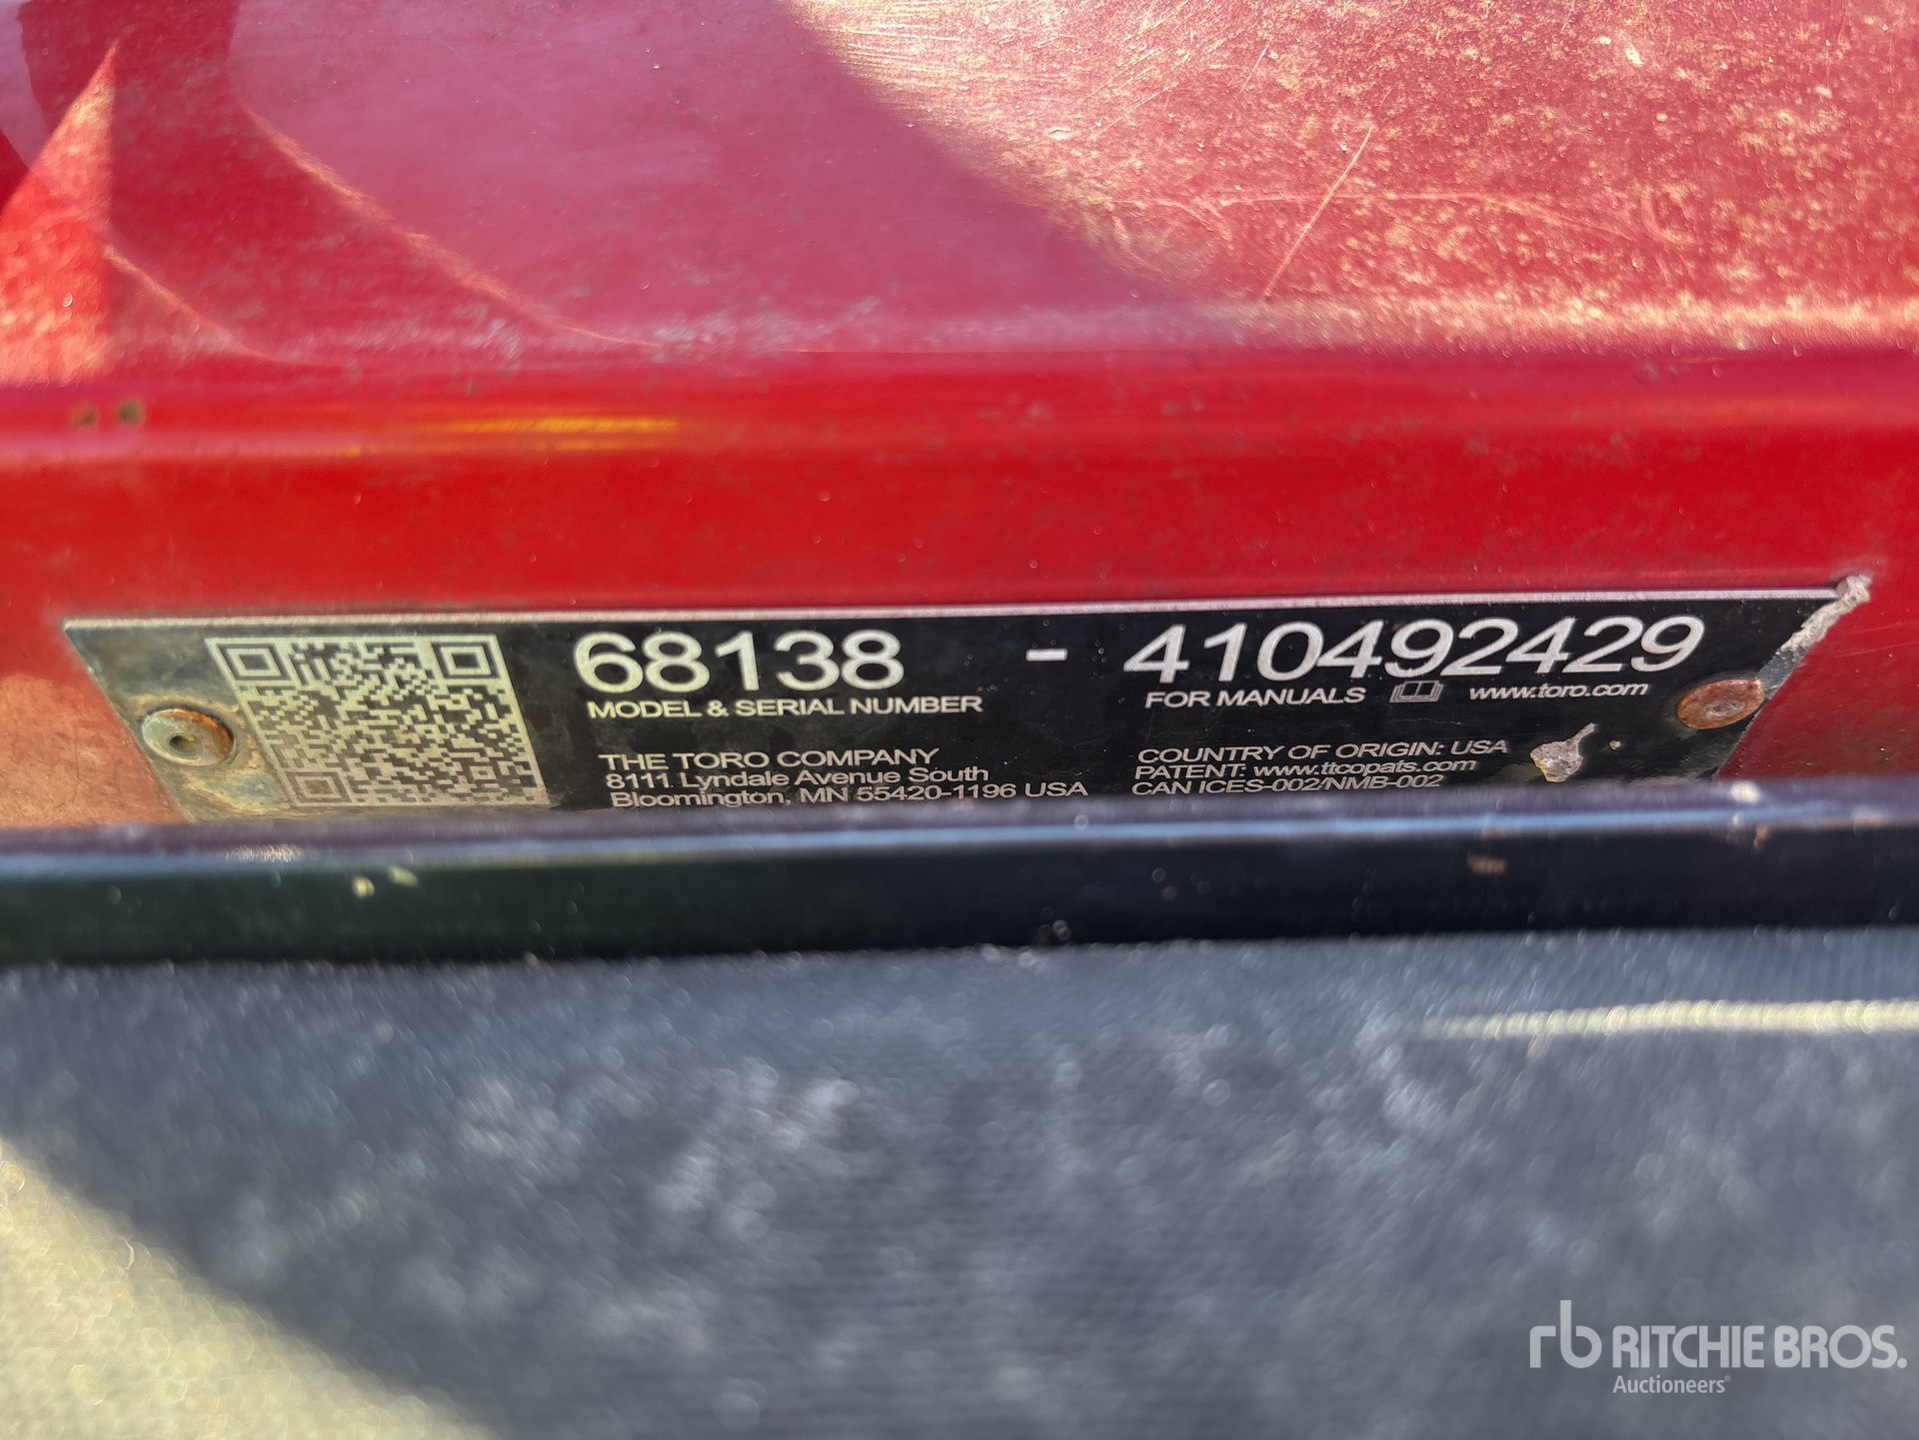 68138 - 410492429
MODEL & SERIAL NUMBER
FOR MANUALS www.toro.com
THE TORO COMPANY
8111 Lyndale Avenue South
Bloomington, MN 55420-1196 USA
COUNTRY OF ORIGIN: USA
PATENT: www.ttcopats.com
CAN ICES-002/NMB-002
rb RITCHIE BROS.
Auctioneers®